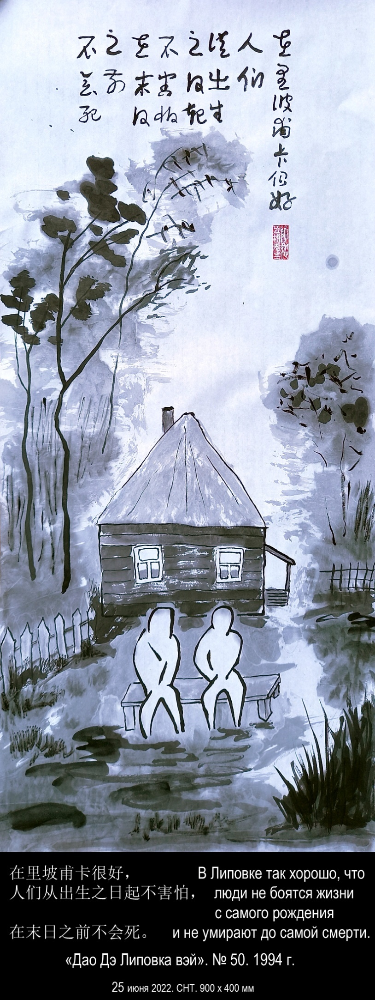 在里坡甫卡很好
人们
從出生
之日起
不害怕
在末日
之前
不会死
在里坡甫卡很好， В Липовке так хорошо, что
人们从出生之日起不害怕， люди не боятся жизни
с самого рождения
在末日之前不会死。 и не умирают до самой смерти.
«Дао Дэ Липовка вэй». № 50. 1994 г.
25 июня 2022. СНТ. 900 х 400 мм